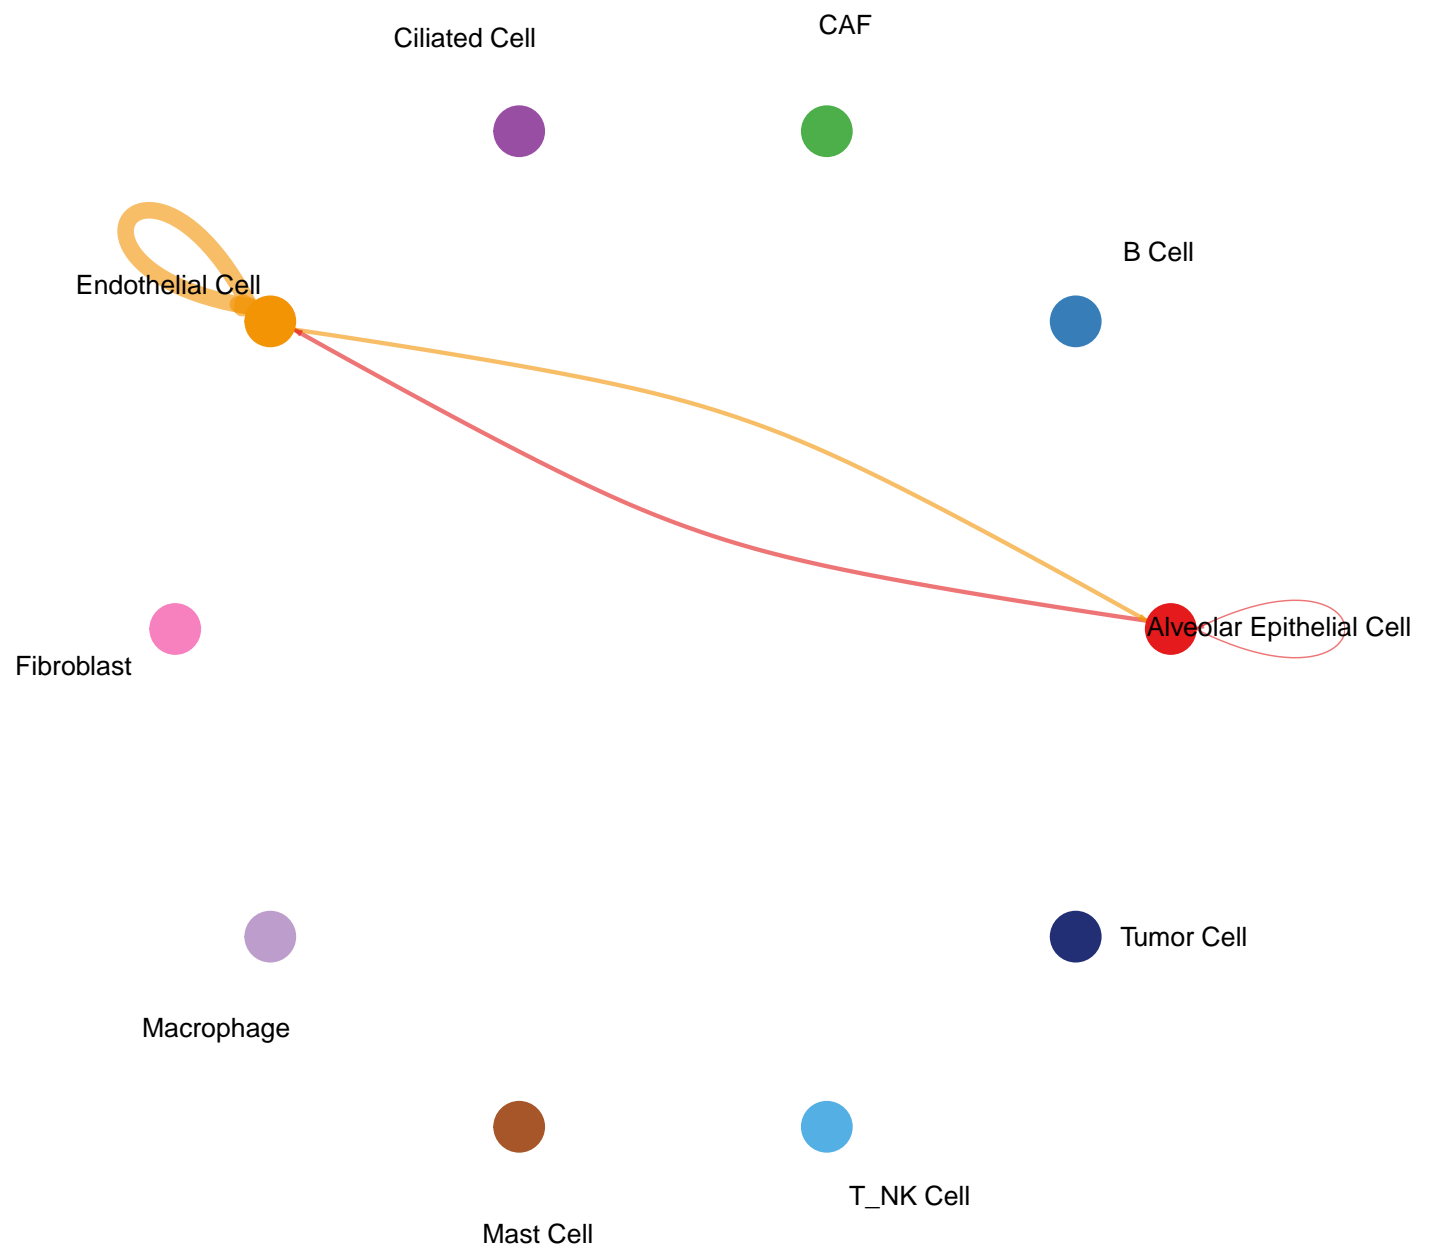 CAF
Ciliated Cell
B Cell
Endothelial Cell
Alveolar Epithelial Cell
Fibroblast
Tumor Cell
Macrophage
T_NK Cell
Mast Cell